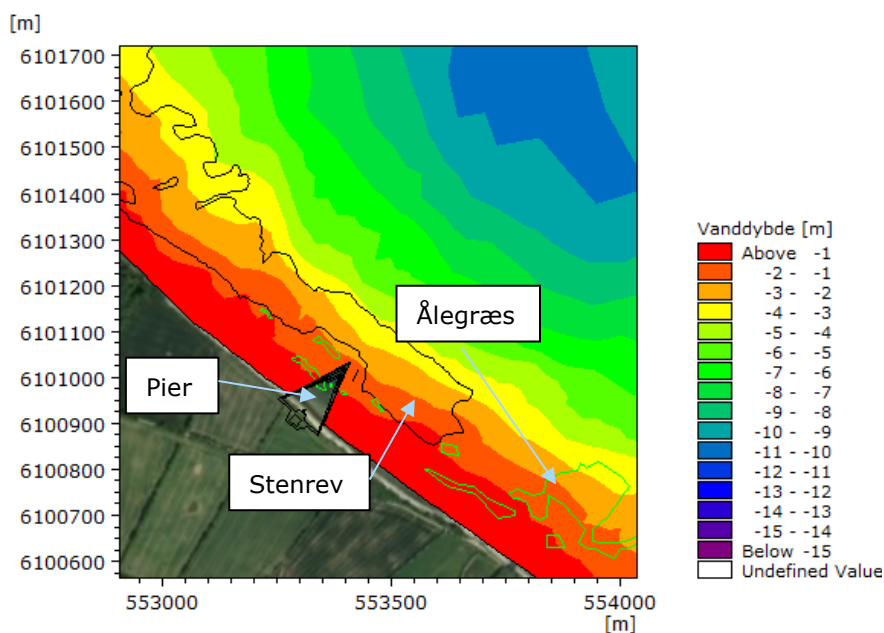 [m]
6101700
6101600
6101500
6101400
6101300
6101200
6101100
6101000
6100900
6100800
6100700
6100600
553000
553500
554000
[m]
Ålegræs
Pier
Stenrev
Vanddybde [m]
Above -1
-2 - -1
-3 - -2
-4 - -3
-5 - -4
-6 - -5
-7 - -6
-8 - -7
-9 - -8
-10 - -9
-11 - -10
-12 - -11
-13 - -12
-14 - -13
-15 - -14
Below -15
Undefined Value